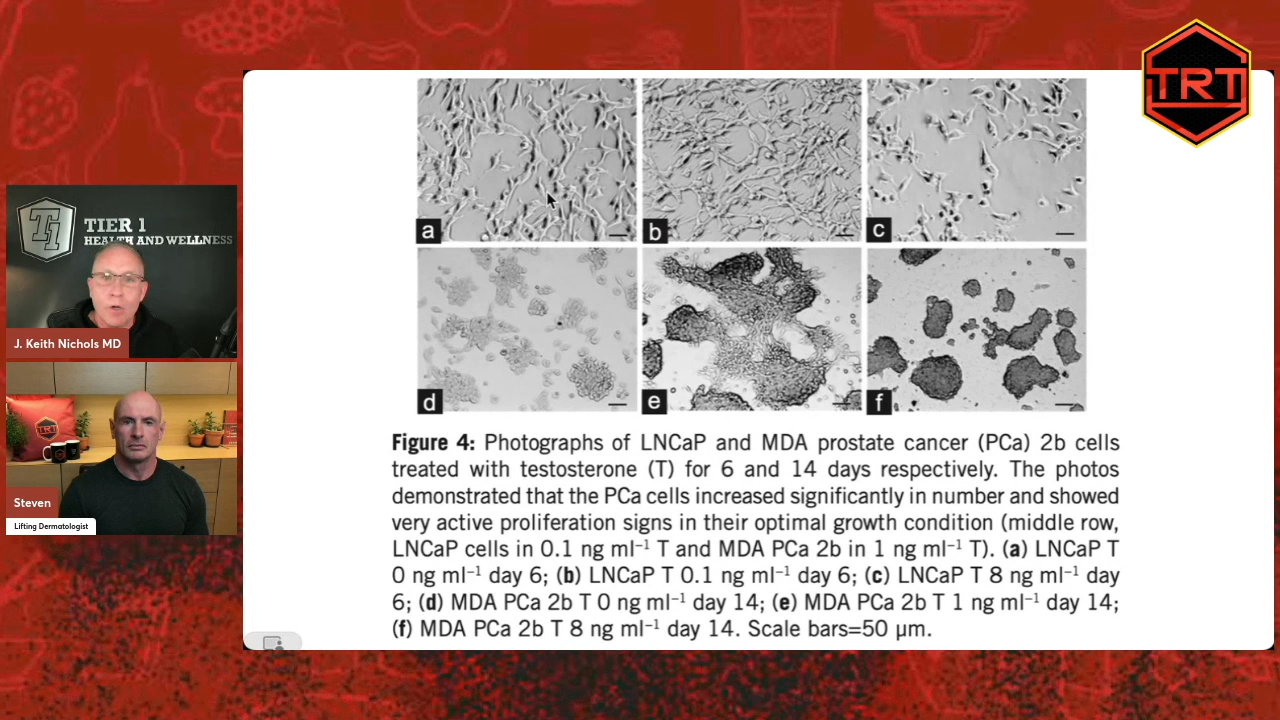 TRT
TIER 1
HEALTH AND WELLNESS
J. Keith Nichols MD
TRT
Steven
Lifting Dermatologist
a
b
c
d
e
f
Figure 4: Photographs of LNCaP and MDA prostate cancer (PCa) 2b cells
treated with testosterone (T) for 6 and 14 days respectively. The photos
demonstrated that the PCa cells increased significantly in number and showed
very active proliferation signs in their optimal growth condition (middle row,
LNCaP cells in 0.1 ng ml⁻¹ T and MDA PCa 2b in 1 ng ml⁻¹ T). (a) LNCaP T
0 ng ml⁻¹ day 6; (b) LNCaP T 0.1 ng ml⁻¹ day 6; (c) LNCaP T 8 ng ml⁻¹ day
6; (d) MDA PCa 2b T 0 ng ml⁻¹ day 14; (e) MDA PCa 2b T 1 ng ml⁻¹ day 14;
(f) MDA PCa 2b T 8 ng ml⁻¹ day 14. Scale bars=50 µm.